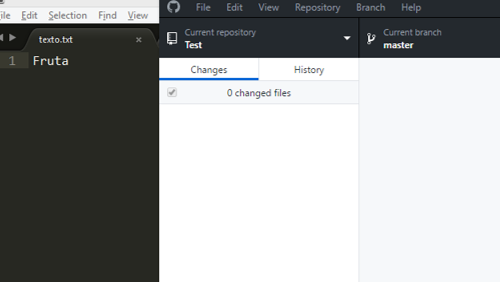 ile Edit Selection Find View
texto.txt ×
1 Fruta
File Edit View Repository Branch Help
Current repository
Test
Current branch
master
Changes History
0 changed files